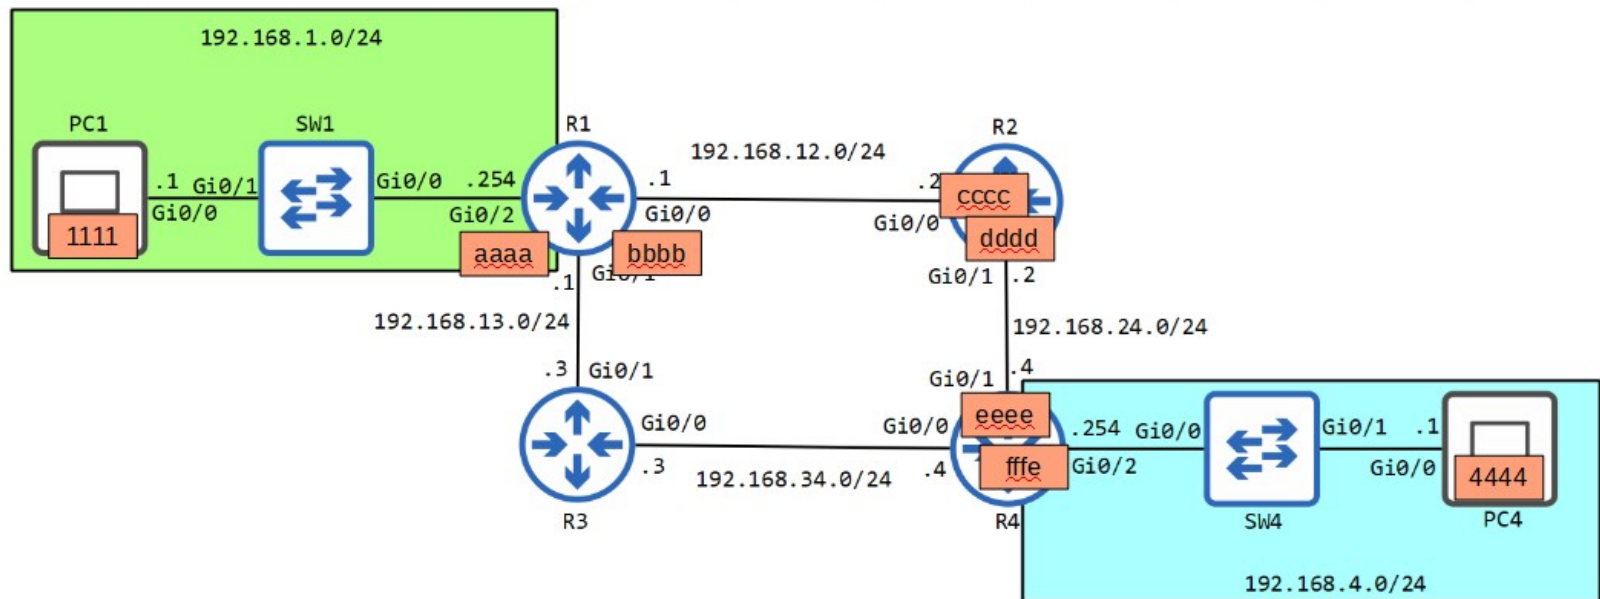 192.168.1.0/24
PC1
SW1
R1
R2
192.168.12.0/24
.1
Gi0/1
Gi0/0
Gi0/0
.254
Gi0/2
.1
Gi0/0
.2
Gi0/0
cccc
dddd
1111
aaaa
bbbb
.1
Gi0/1
Gi0/1
.2
192.168.13.0/24
192.168.24.0/24
.3
Gi0/1
Gi0/1
.4
Gi0/0
.3
192.168.34.0/24
Gi0/0
.4
eeee
fffe
.254
Gi0/2
Gi0/0
Gi0/1
.1
Gi0/0
4444
R3
R4
SW4
PC4
192.168.4.0/24